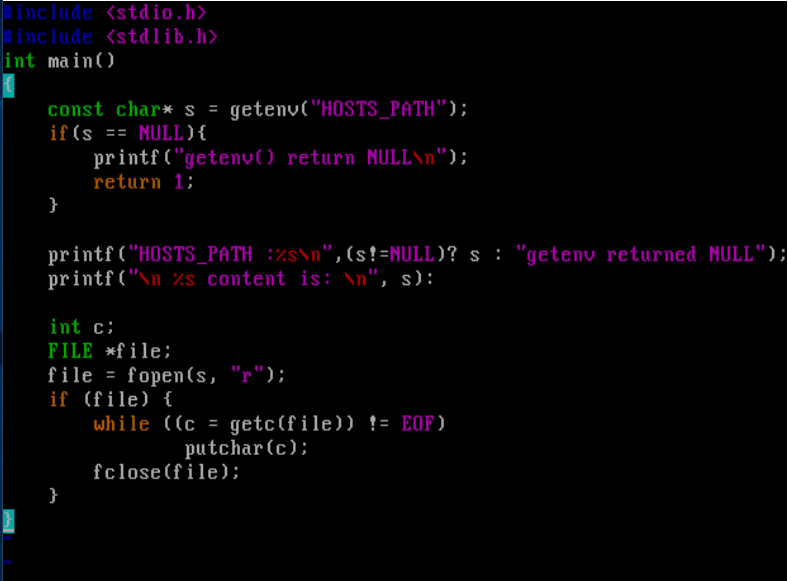 #include <stdio.h>
#include <stdlib.h>
int main()
{
    const char* s = getenv("HOSTS_PATH");
    if(s == NULL){
        printf("getenv() return NULL\n");
        return 1;
    }

    printf("HOSTS_PATH :%s\n",(s!=NULL)? s : "getenv returned NULL");
    printf("\n %s content is: \n", s);

    int c;
    FILE *file;
    file = fopen(s, "r");
    if (file) {
        while ((c = getc(file)) != EOF)
                putchar(c);
        fclose(file);
    }
}
~
~